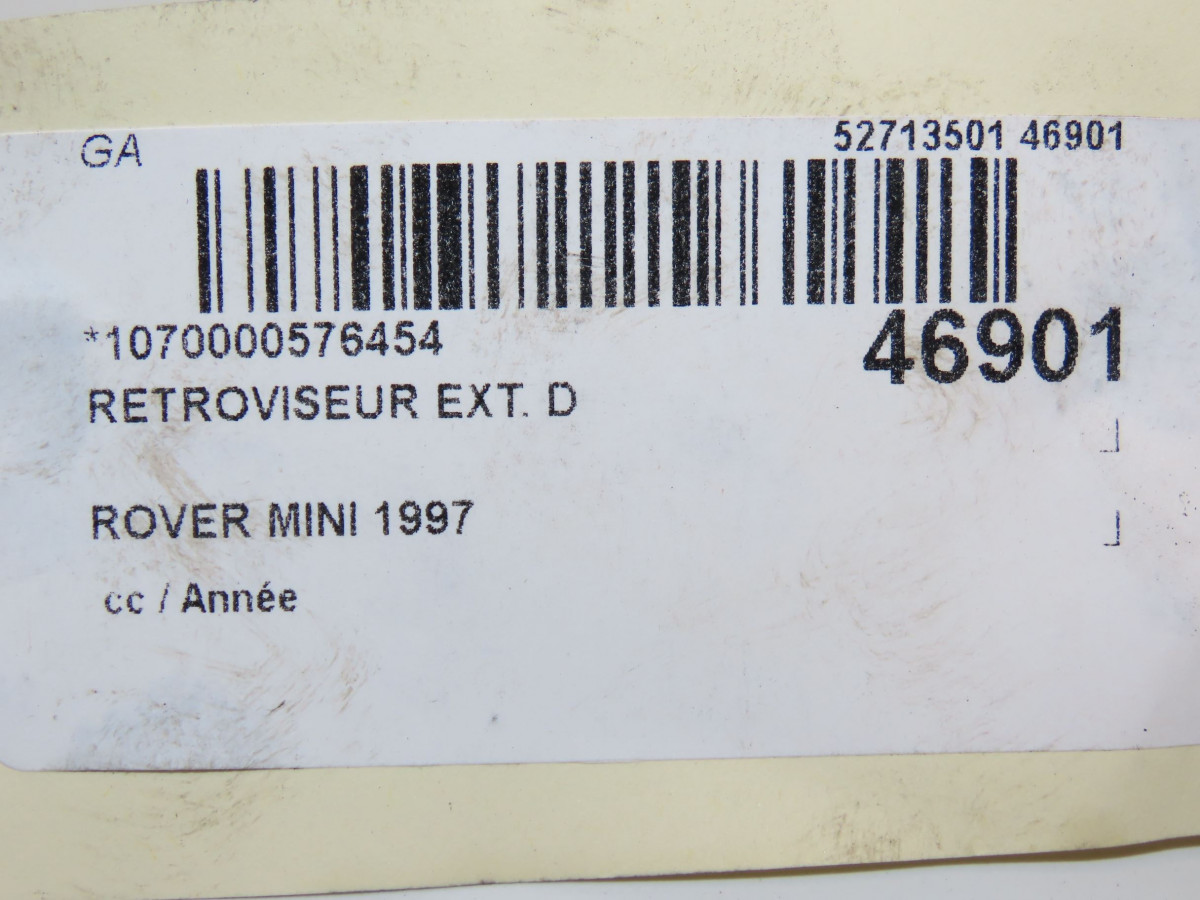 GA
52713501 46901
*1070000576454
46901
RETROVISEUR EXT. D
ROVER MINI 1997
cc / Année